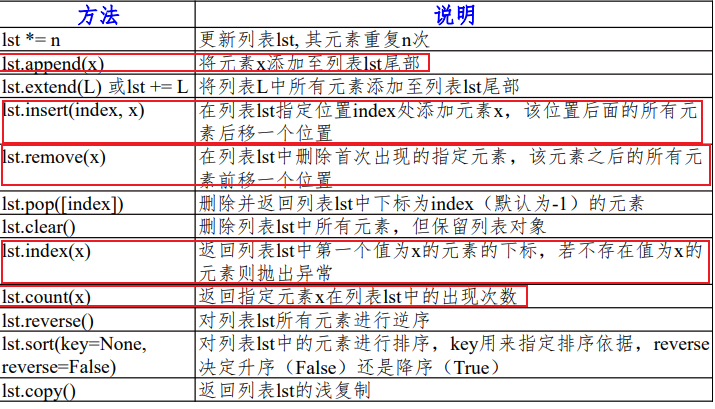 方法 说明
lst *= n 更新列表lst, 其元素重复n次
lst.append(x) 将元素x添加至列表lst尾部
lst.extend(L) 或lst += L 将列表L中所有元素添加至列表lst尾部
lst.insert(index, x) 在列表lst指定位置index处添加元素x，该位置后面的所有元
素后移一个位置
lst.remove(x) 在列表lst中删除首次出现的指定元素，该元素之后的所有元
素前移一个位置
lst.pop([index]) 删除并返回列表lst中下标为index（默认为-1）的元素
lst.clear() 删除列表lst中所有元素，但保留列表对象
lst.index(x) 返回列表lst中第一个值为x的元素的下标，若不存在值为x的
元素则抛出异常
lst.count(x) 返回指定元素x在列表lst中的出现次数
lst.reverse() 对列表lst所有元素进行逆序
lst.sort(key=None, 对列表lst中的元素进行排序，key用来指定排序依据，reverse
reverse=False) 决定升序（False）还是降序（True）
lst.copy() 返回列表lst的浅复制